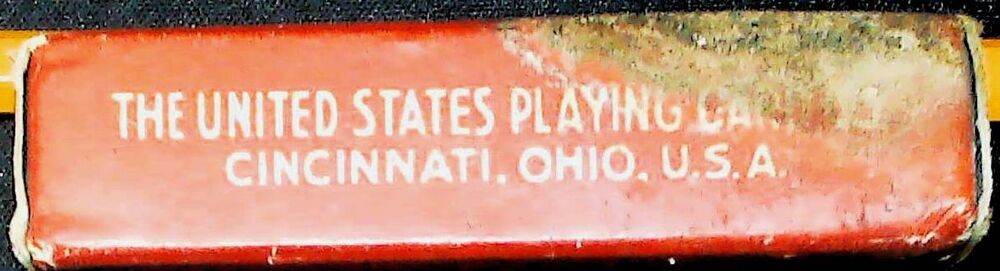 THE UNITED STATES PLAYING
CINCINNATI, OHIO, U.S.A.